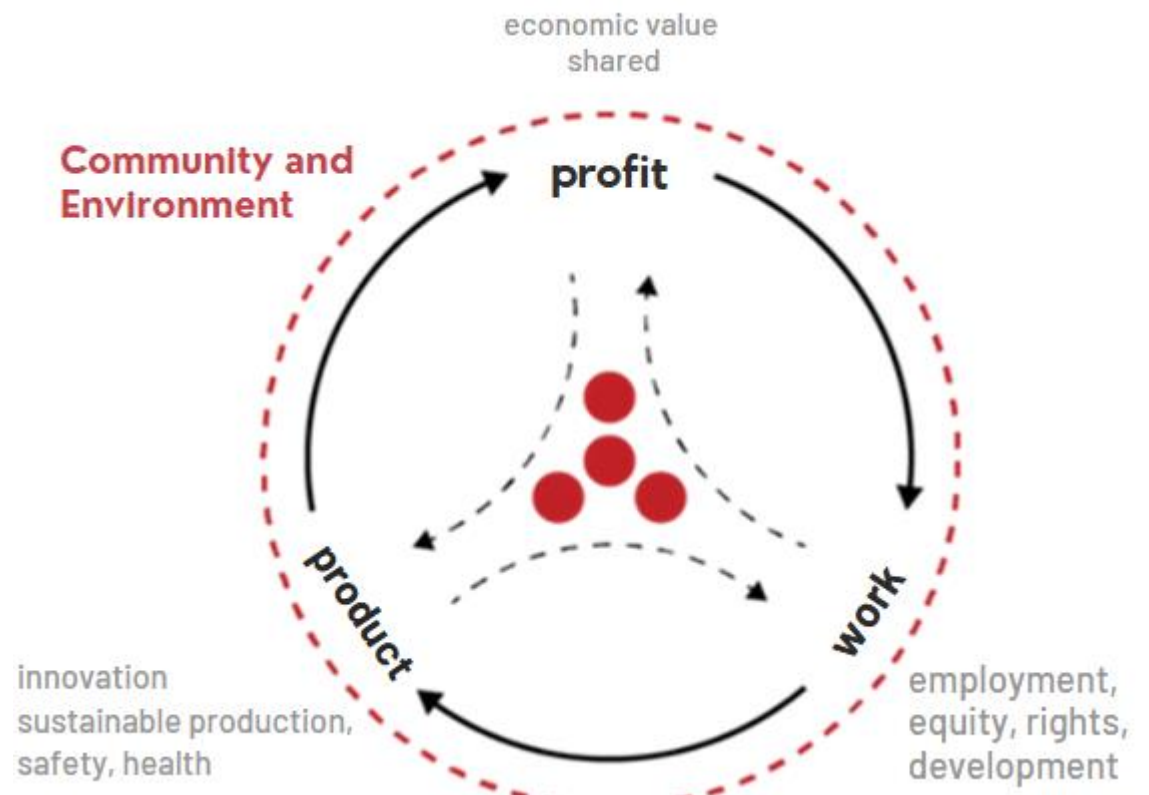 economic value
shared
Community and
Environment
profit
product
work
innovation
sustainable production,
safety, health
employment,
equity, rights,
development